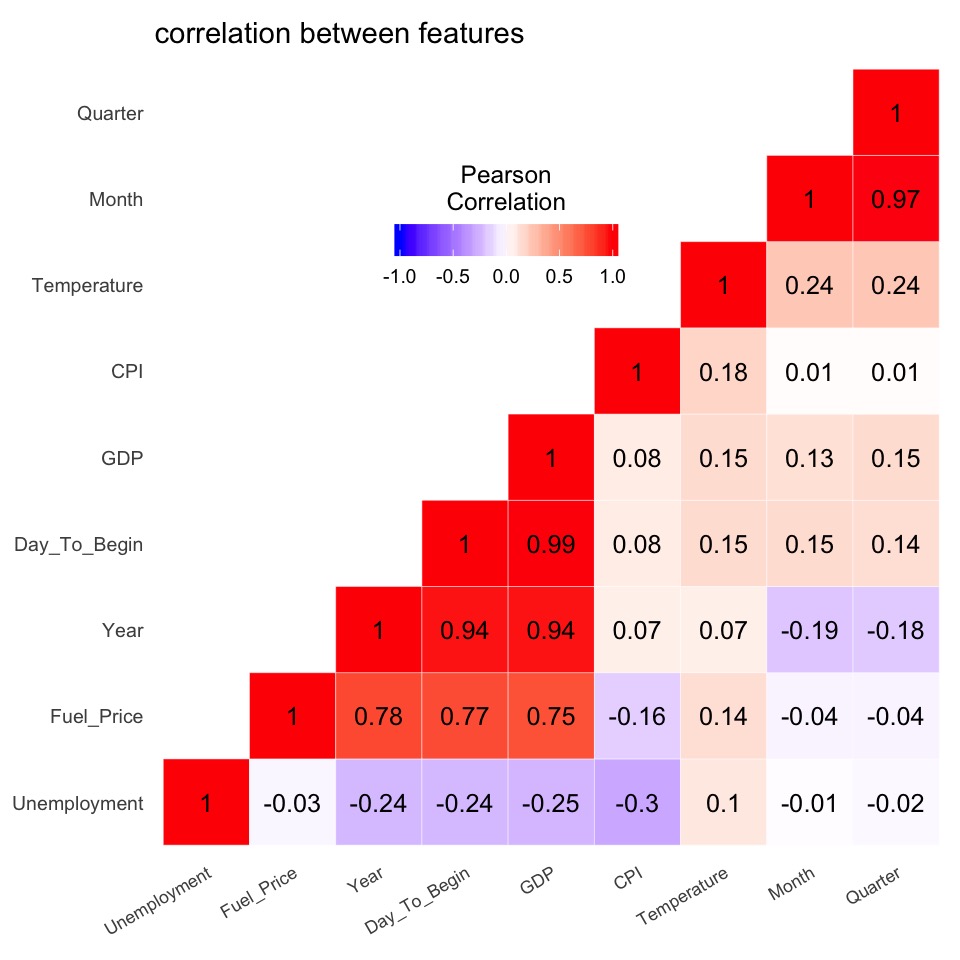 correlation between features
Quarter 1
Pearson
Correlation
Month 1 0.97
-1.0 -0.5 0.0 0.5 1.0
Temperature 1 0.24 0.24
CPI 1 0.18 0.01 0.01
GDP 1 0.08 0.15 0.13 0.15
Day_To_Begin 1 0.99 0.08 0.15 0.15 0.14
Year 1 0.94 0.94 0.07 0.07 -0.19 -0.18
Fuel_Price 1 0.78 0.77 0.75 -0.16 0.14 -0.04 -0.04
Unemployment 1 -0.03 -0.24 -0.24 -0.25 -0.3 0.1 -0.01 -0.02
Unemployment Fuel_Price Year Day_To_Begin GDP CPI Temperature Month Quarter